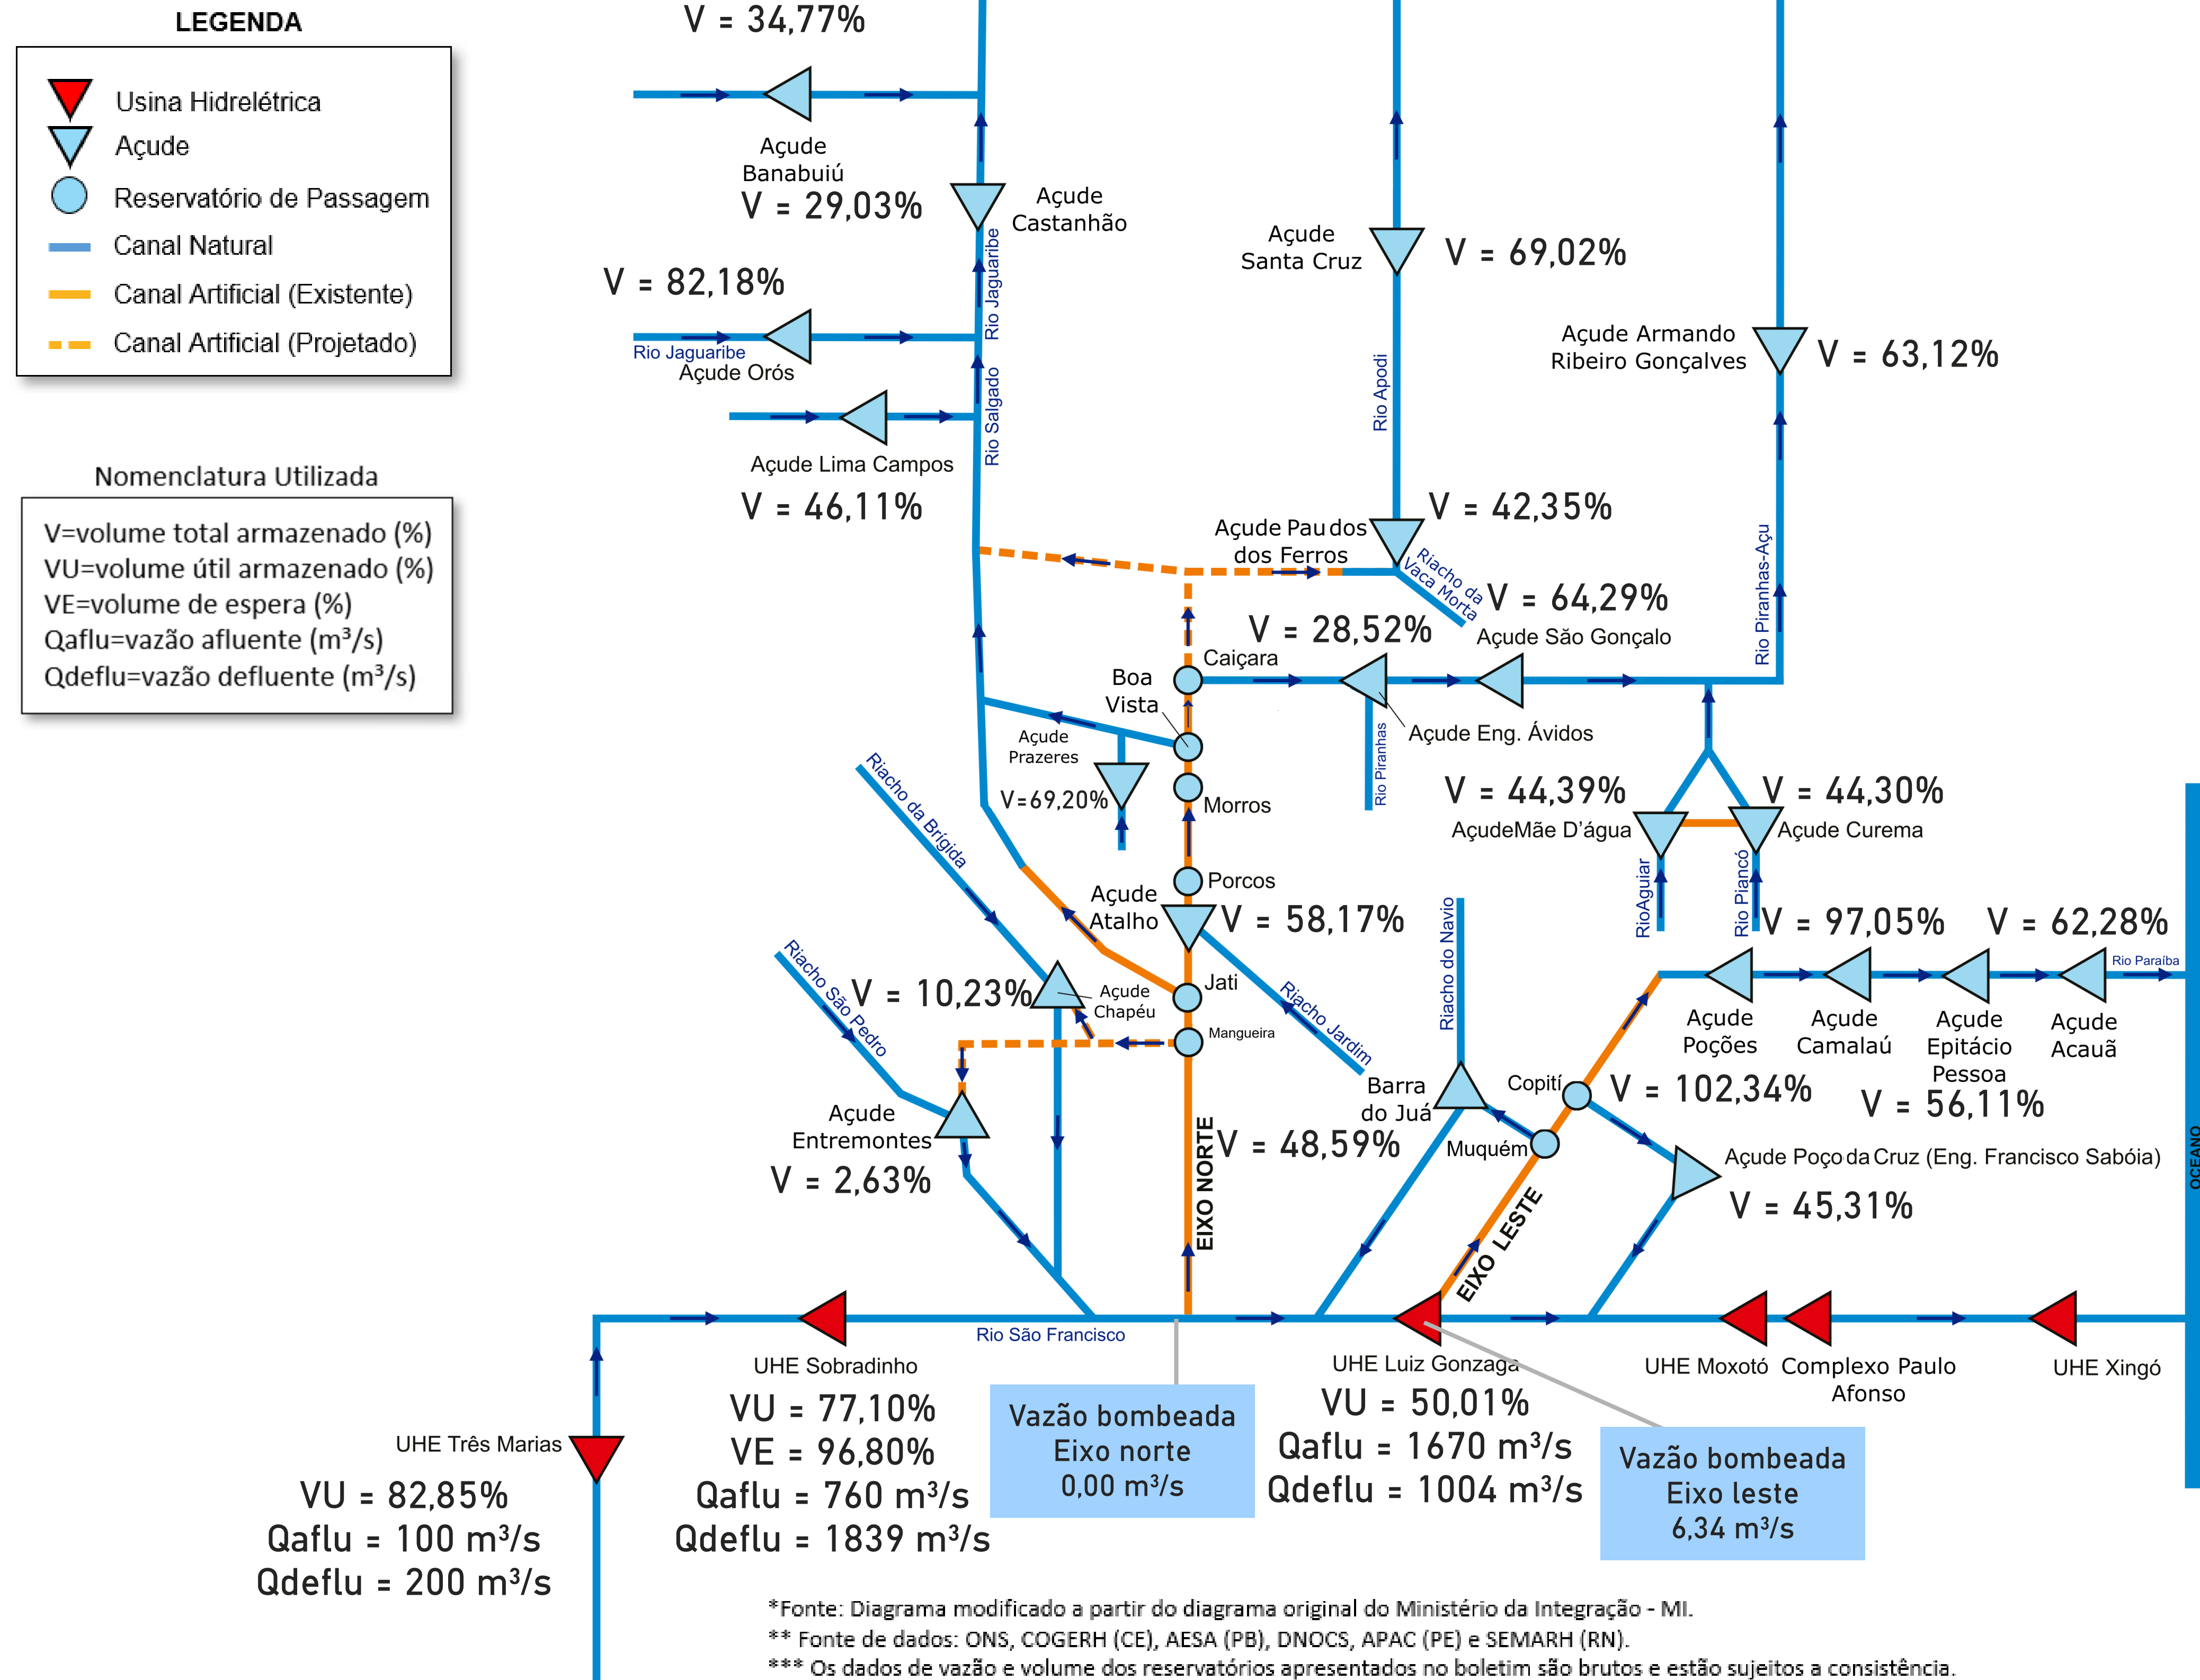 LEGENDA
Usina Hidrelétrica
Açude
Reservatório de Passagem
Canal Natural
Canal Artificial (Existente)
Canal Artificial (Projetado)
Nomenclatura Utilizada
V=volume total armazenado (%)
VU=volume útil armazenado (%)
VE=volume de espera (%)
Qaflu=vazão afluente (m³/s)
Qdeflu=vazão defluente (m³/s)
V = 34,77%
Açude
Banabuiú
V = 29,03%
Açude
Castanhão
Rio Jaguaribe
V = 82,18%
Rio Jaguaribe
Açude Orós
Rio Salgado
Açude Lima Campos
V = 46,11%
Açude
Santa Cruz
V = 69,02%
Rio Apodi
Açude Armando
Ribeiro Gonçalves
V = 63,12%
Rio Piranhas-Açu
Açude Pau dos
dos Ferros
V = 42,35%
Riacho da
Vaca Morta
V = 64,29%
Açude São Gonçalo
V = 28,52%
Caiçara
Boa
Vista
Açude Eng. Ávidos
Rio Piranhas
Açude
Prazeres
V=69,20%
Morros
V = 44,39%
AçudeMãe D'água
V = 44,30%
Açude Curema
RioAguiar
Rio Piancó
Riacho da Brígida
Porcos
Açude
Atalho
V = 58,17%
Riacho do Navio
V = 97,05%
V = 62,28%
Rio Paraíba
Riacho São Pedro
V = 10,23%
Açude
Chapéu
Jati
Mangueira
Riacho Jardim
Açude
Poções
Açude
Camalaú
Açude
Epitácio
Pessoa
Açude
Acauã
V = 102,34%
V = 56,11%
Barra
do Juá
Copití
Muquém
V = 48,59%
Açude
Entremontes
V = 2,63%
EIXO NORTE
EIXO LESTE
Açude Poço da Cruz (Eng. Francisco Sabóia)
V = 45,31%
OCEANO
Rio São Francisco
UHE Sobradinho
VU = 77,10%
VE = 96,80%
Qaflu = 760 m³/s
Qdeflu = 1839 m³/s
UHE Três Marias
VU = 82,85%
Qaflu = 100 m³/s
Qdeflu = 200 m³/s
Vazão bombeada
Eixo norte
0,00 m³/s
UHE Luiz Gonzaga
VU = 50,01%
Qaflu = 1670 m³/s
Qdeflu = 1004 m³/s
Vazão bombeada
Eixo leste
6,34 m³/s
UHE Moxotó
Complexo Paulo
Afonso
UHE Xingó
*Fonte: Diagrama modificado a partir do diagrama original do Ministério da Integração - MI.
** Fonte de dados: ONS, COGERH (CE), AESA (PB), DNOCS, APAC (PE) e SEMARH (RN).
*** Os dados de vazão e volume dos reservatórios apresentados no boletim são brutos e estão sujeitos a consistência.